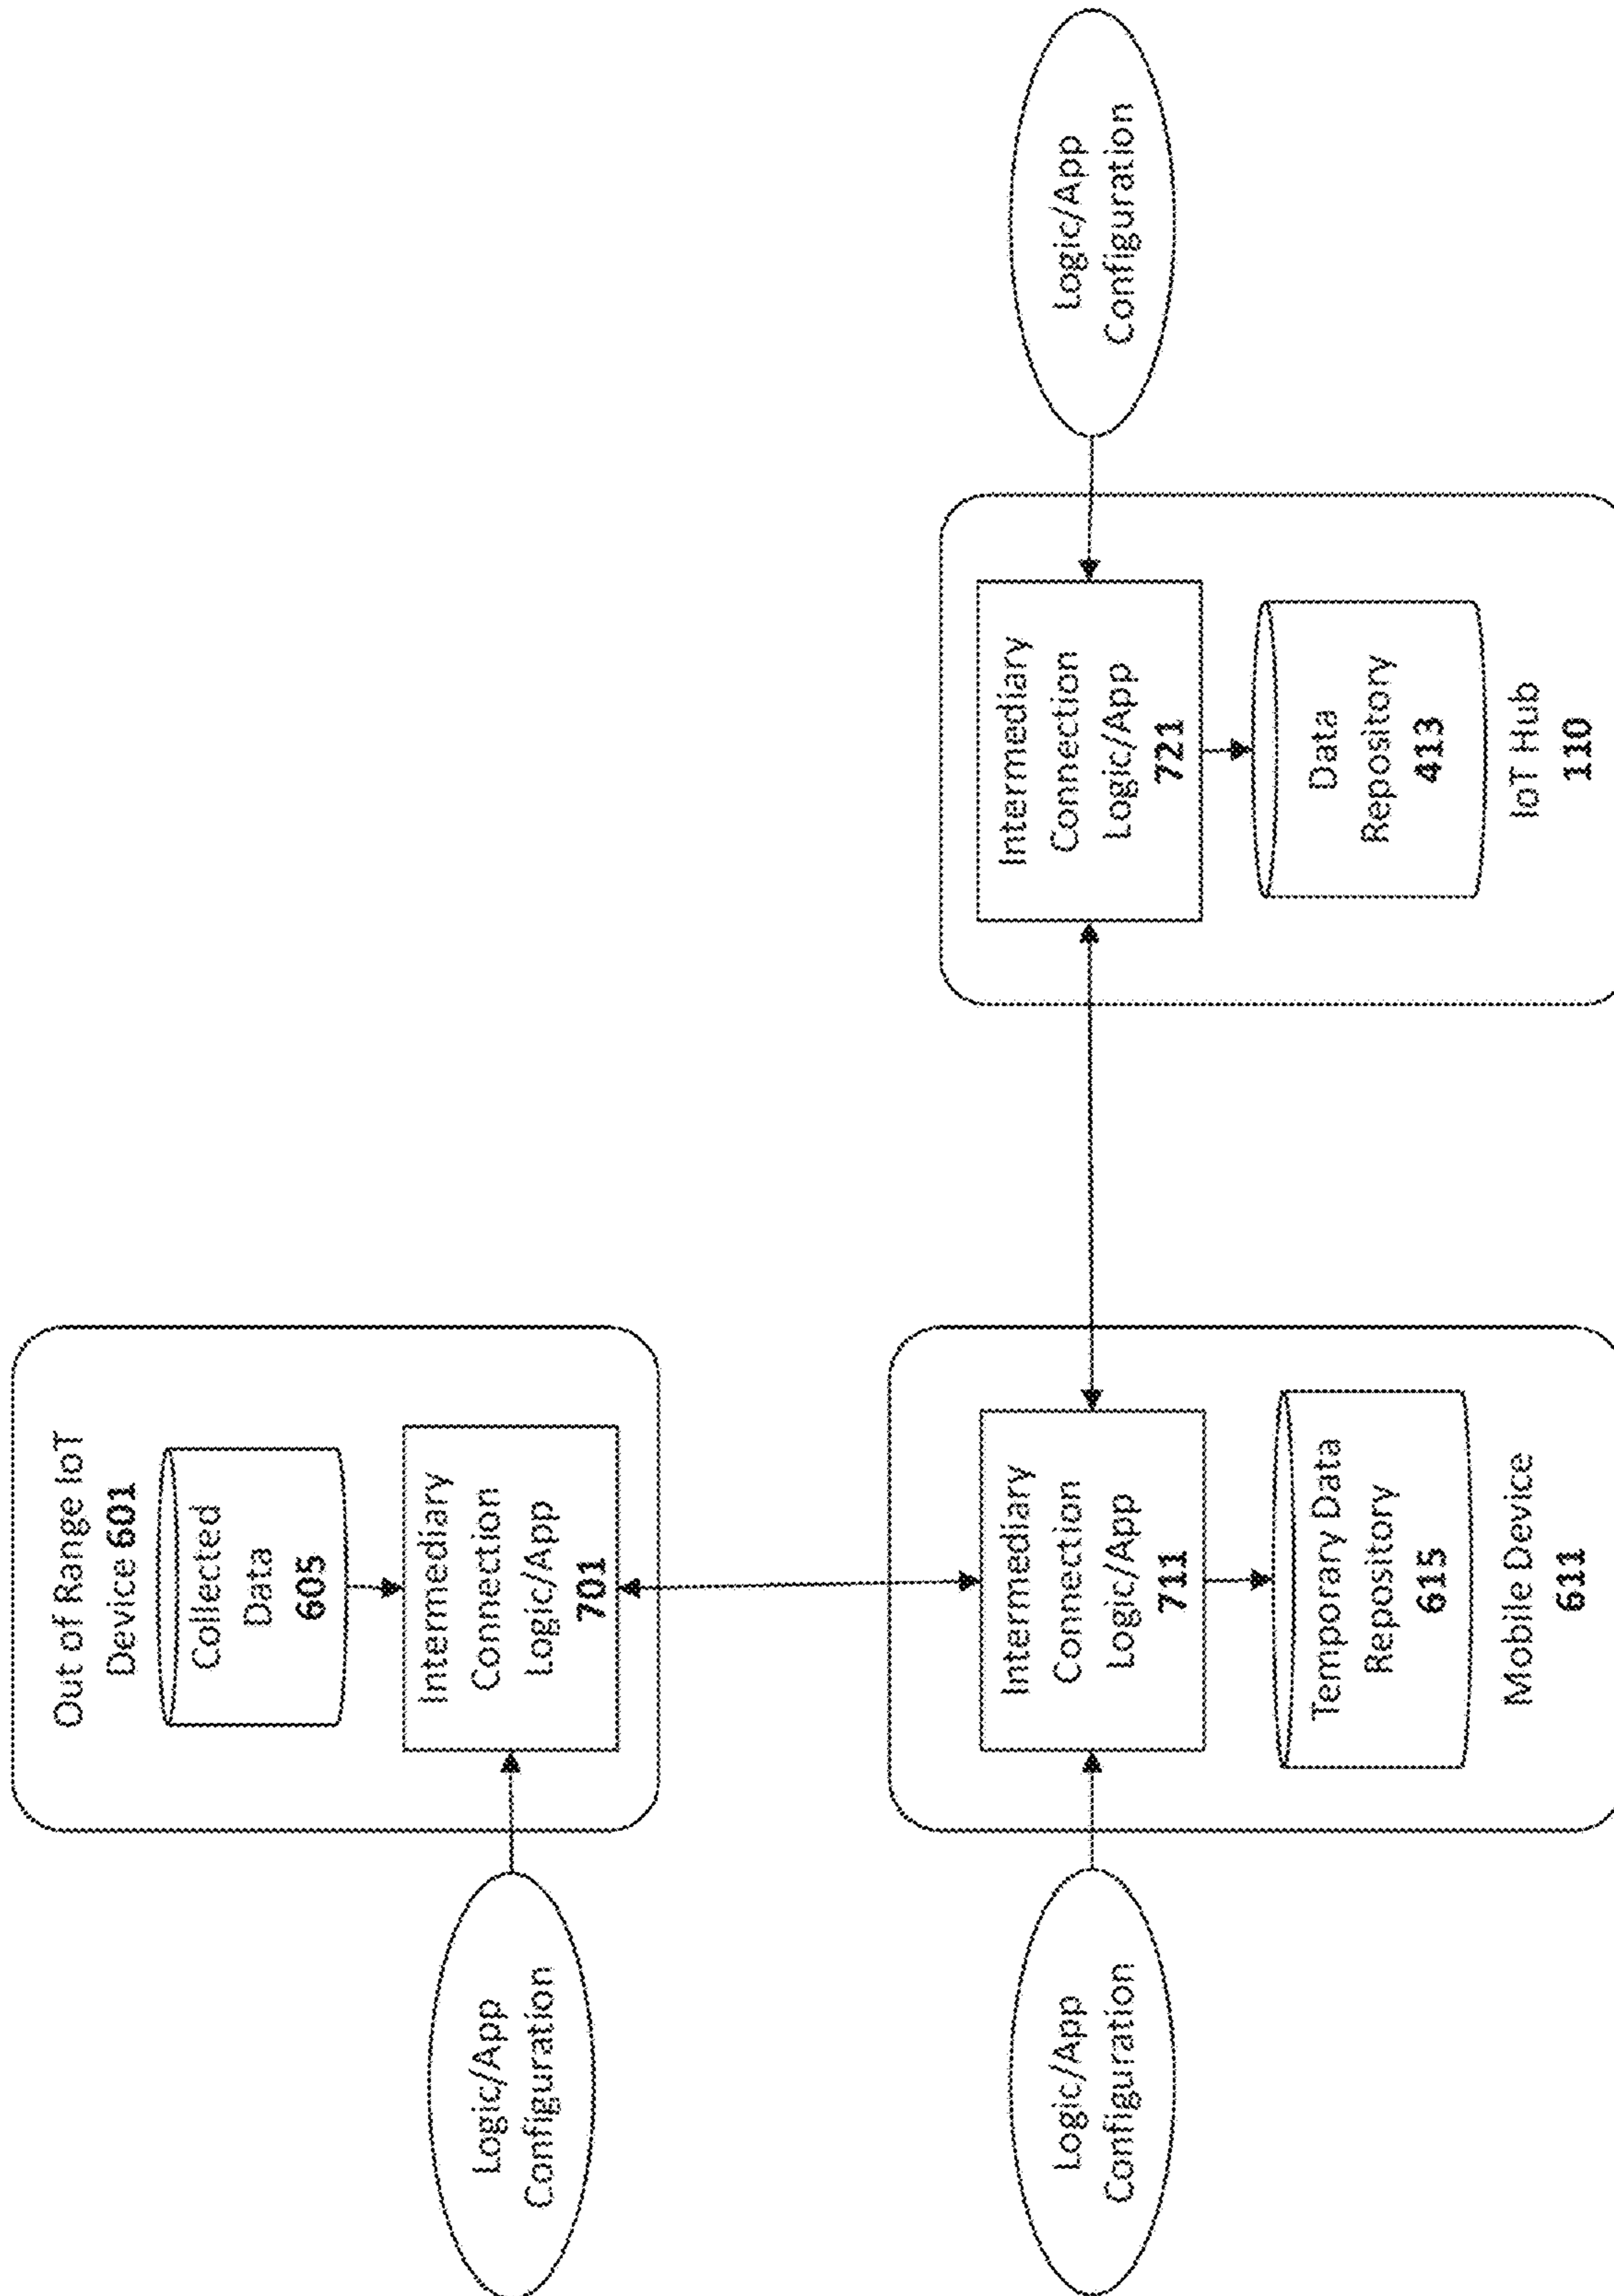 Out of Range IoT
Device 601
Collected
Data
605
Intermediary
Connection
Logic/App
701
Logic/App
Configuration
Intermediary
Connection
Logic/App
711
Temporary Data
Repository
615
Mobile Device
611
Logic/App
Configuration
Intermediary
Connection
Logic/App
721
Data
Repository
413
IoT Hub
110
Logic/App
Configuration